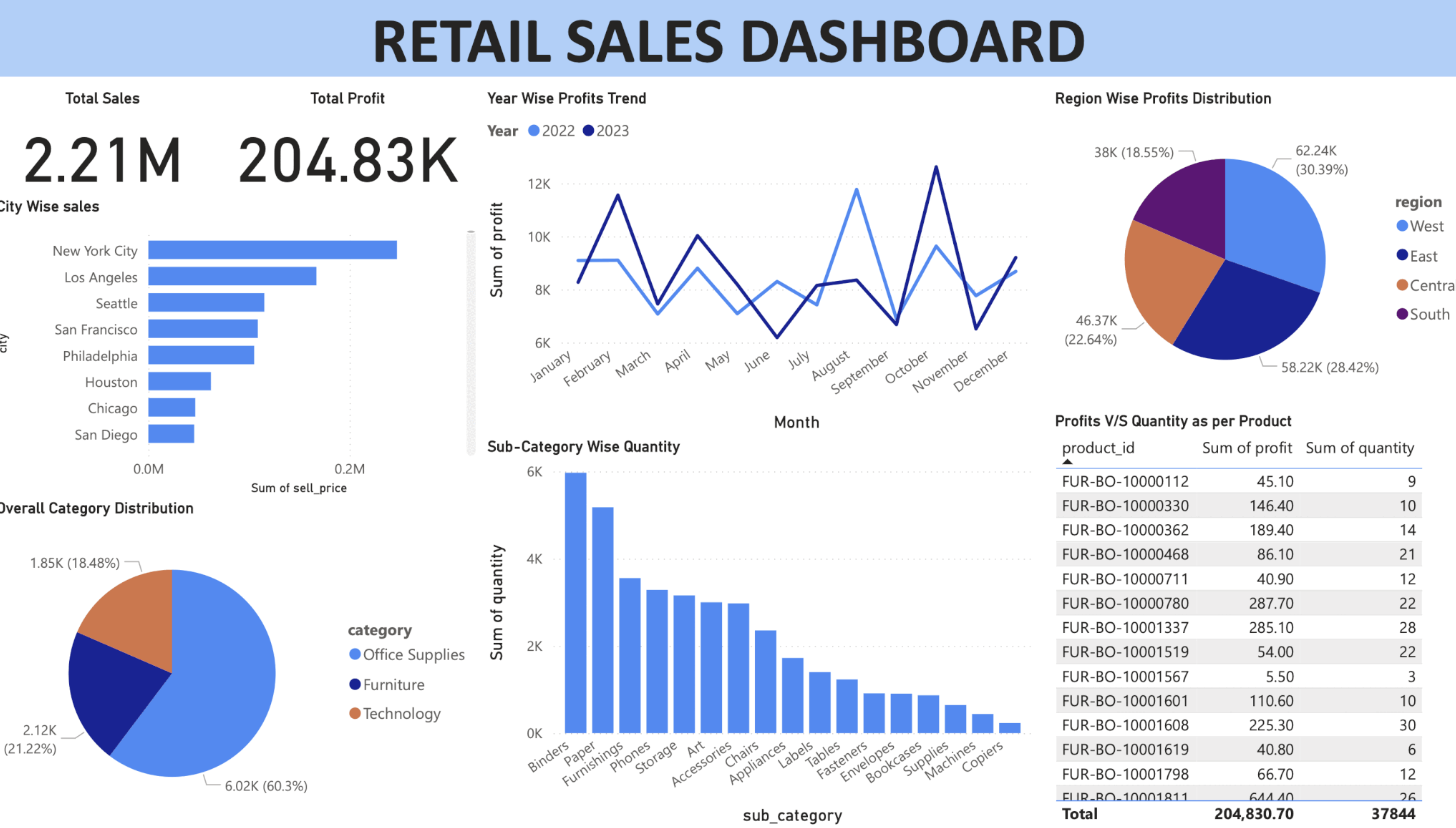 RETAIL SALES DASHBOARD
Total Sales
2.21M
Total Profit
204.83K
City Wise sales
city
New York City
Los Angeles
Seattle
San Francisco
Philadelphia
Houston
Chicago
San Diego
0.0M 0.2M
Sum of sell_price
Overall Category Distribution
1.85K (18.48%)
2.12K
(21.22%)
6.02K (60.3%)
category
Office Supplies
Furniture
Technology
Year Wise Profits Trend
Year 2022 2023
Sum of profit
12K
10K
8K
6K
January February March April May June July August September October November December
Month
Sub-Category Wise Quantity
Sum of quantity
6K
4K
2K
0K
Binders Paper Furnishings Phones Storage Art Accessories Chairs Appliances Labels Tables Fasteners Envelopes Bookcases Supplies Machines Copiers
sub_category
Region Wise Profits Distribution
38K (18.55%)
62.24K
(30.39%)
46.37K
(22.64%)
58.22K (28.42%)
region
West
East
Centra
South
Profits V/S Quantity as per Product
product_id Sum of profit Sum of quantity
FUR-BO-10000112 45.10 9
FUR-BO-10000330 146.40 10
FUR-BO-10000362 189.40 14
FUR-BO-10000468 86.10 21
FUR-BO-10000711 40.90 12
FUR-BO-10000780 287.70 22
FUR-BO-10001337 285.10 28
FUR-BO-10001519 54.00 22
FUR-BO-10001567 5.50 3
FUR-BO-10001601 110.60 10
FUR-BO-10001608 225.30 30
FUR-BO-10001619 40.80 6
FUR-BO-10001798 66.70 12
FUR-BO-10001811 644.40 26
Total 204,830.70 37844